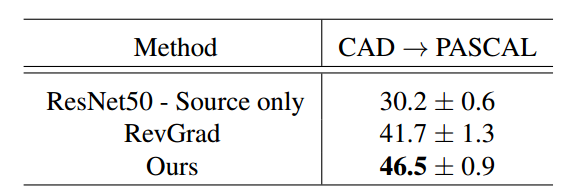 Method CAD → PASCAL
ResNet50 - Source only 30.2 ± 0.6
RevGrad 41.7 ± 1.3
Ours 46.5 ± 0.9